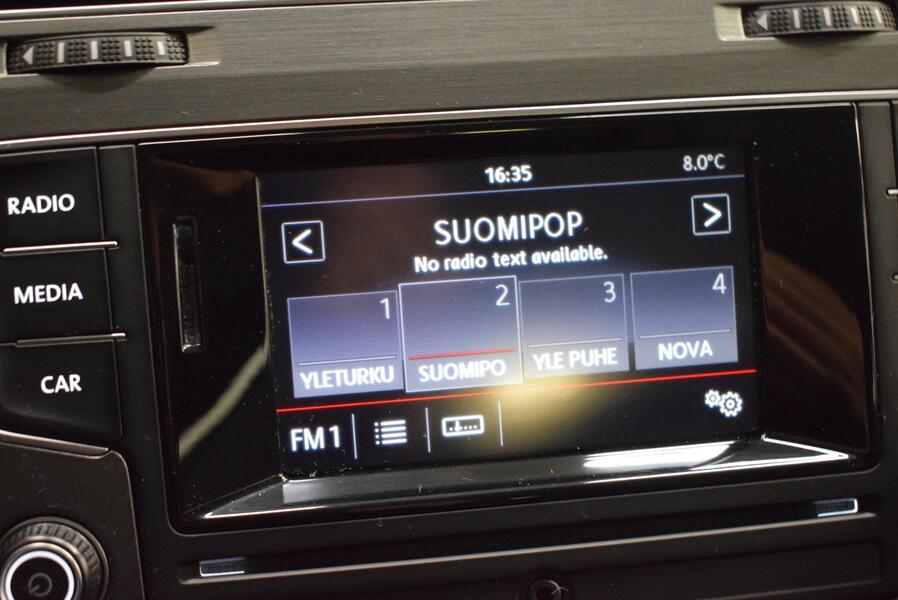 16:35
8.0°C
RADIO
<
SUOMIPOP
>
No radio text available.
MEDIA
1
2
3
4
YLETURKU
SUOMIPO
YLE PUHE
NOVA
CAR
FM1